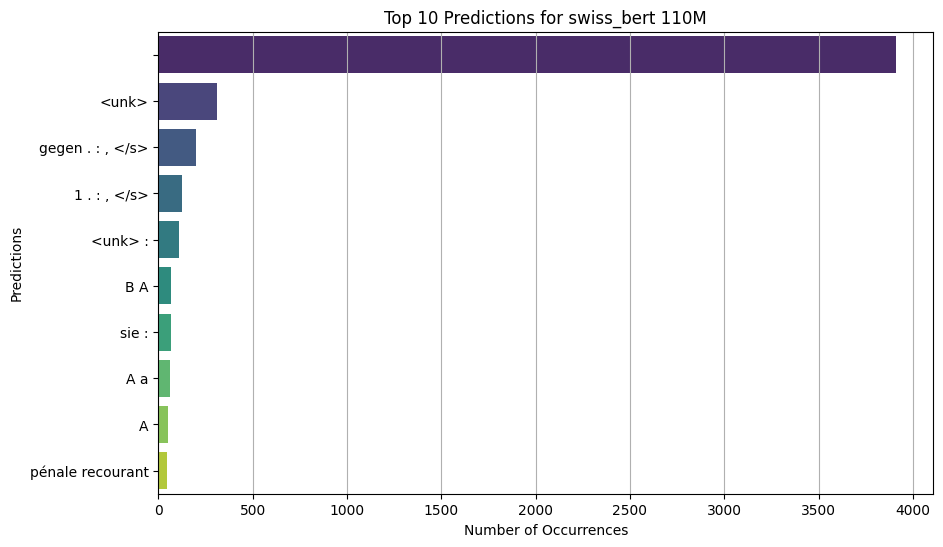 Top 10 Predictions for swiss_bert 110M
Predictions
<unk>
gegen . : , </s>
1 . : , </s>
<unk> :
B A
sie :
A a
A
pénale recourant
0 500 1000 1500 2000 2500 3000 3500 4000
Number of Occurrences